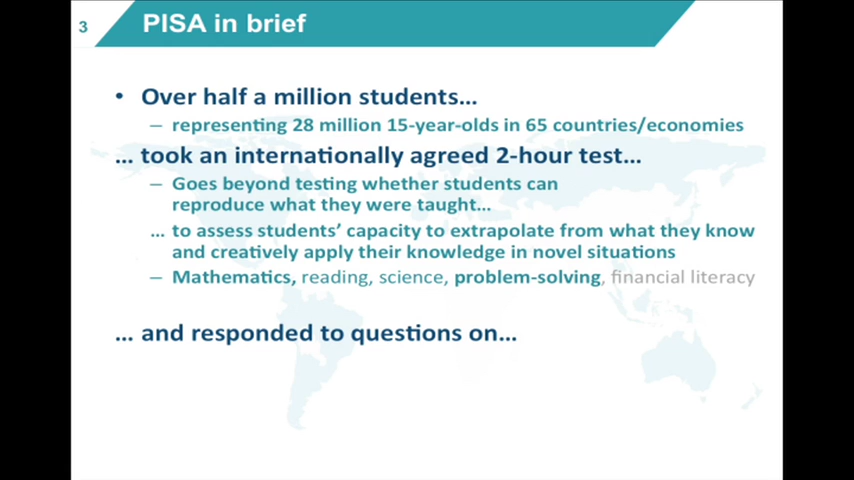 3
PISA in brief
• Over half a million students…
– representing 28 million 15-year-olds in 65 countries/economies
… took an internationally agreed 2-hour test…
– Goes beyond testing whether students can
reproduce what they were taught…
… to assess students’ capacity to extrapolate from what they know
and creatively apply their knowledge in novel situations
– Mathematics, reading, science, problem-solving, financial literacy
… and responded to questions on…